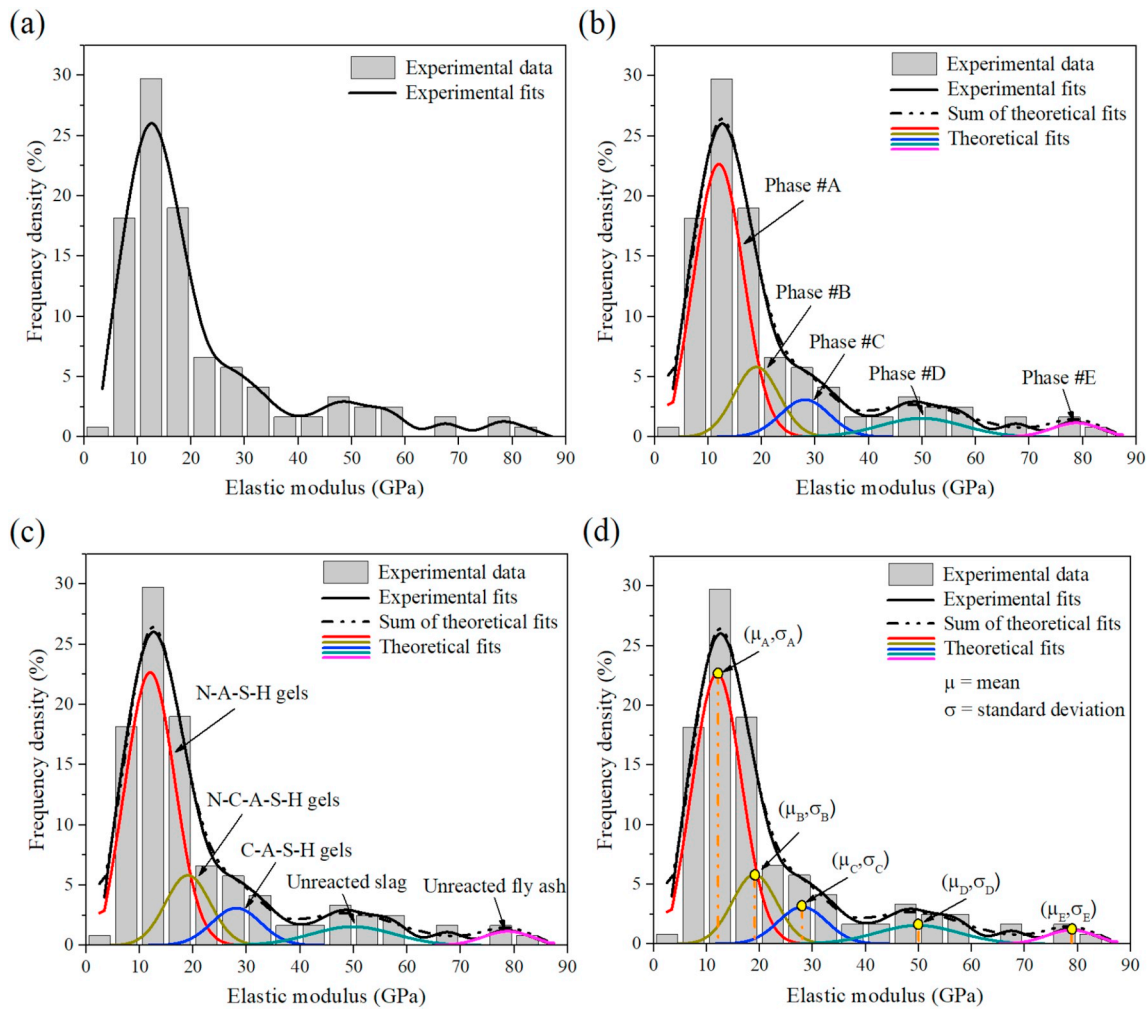 (a)
Frequency density (%)
30
25
20
15
10
5
0
Experimental data
Experimental fits
0 10 20 30 40 50 60 70 80 90
Elastic modulus (GPa)
(b)
Frequency density (%)
30
25
20
15
10
5
0
Experimental data
Experimental fits
Sum of theoretical fits
Theoretical fits
Phase #A
Phase #B
Phase #C
Phase #D
Phase #E
0 10 20 30 40 50 60 70 80 90
Elastic modulus (GPa)
(c)
Frequency density (%)
30
25
20
15
10
5
0
Experimental data
Experimental fits
Sum of theoretical fits
Theoretical fits
N-A-S-H gels
N-C-A-S-H gels
C-A-S-H gels
Unreacted slag
Unreacted fly ash
0 10 20 30 40 50 60 70 80 90
Elastic modulus (GPa)
(d)
Frequency density (%)
30
25
20
15
10
5
0
Experimental data
Experimental fits
Sum of theoretical fits
Theoretical fits
μ = mean
σ = standard deviation
(μA,σA)
(μB,σB)
(μC,σC)
(μD,σD)
(μE,σE)
0 10 20 30 40 50 60 70 80 90
Elastic modulus (GPa)